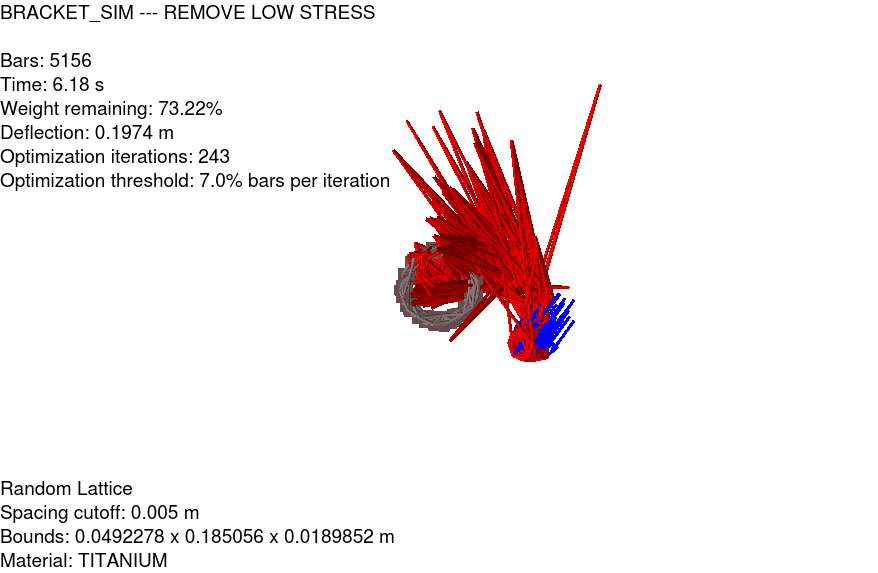 BRACKET_SIM --- REMOVE LOW STRESS
Bars: 5156
Time: 6.18 s
Weight remaining: 73.22%
Deflection: 0.1974 m
Optimization iterations: 243
Optimization threshold: 7.0% bars per iteration
Random Lattice
Spacing cutoff: 0.005 m
Bounds: 0.0492278 x 0.185056 x 0.0189852 m
Material: TITANIUM